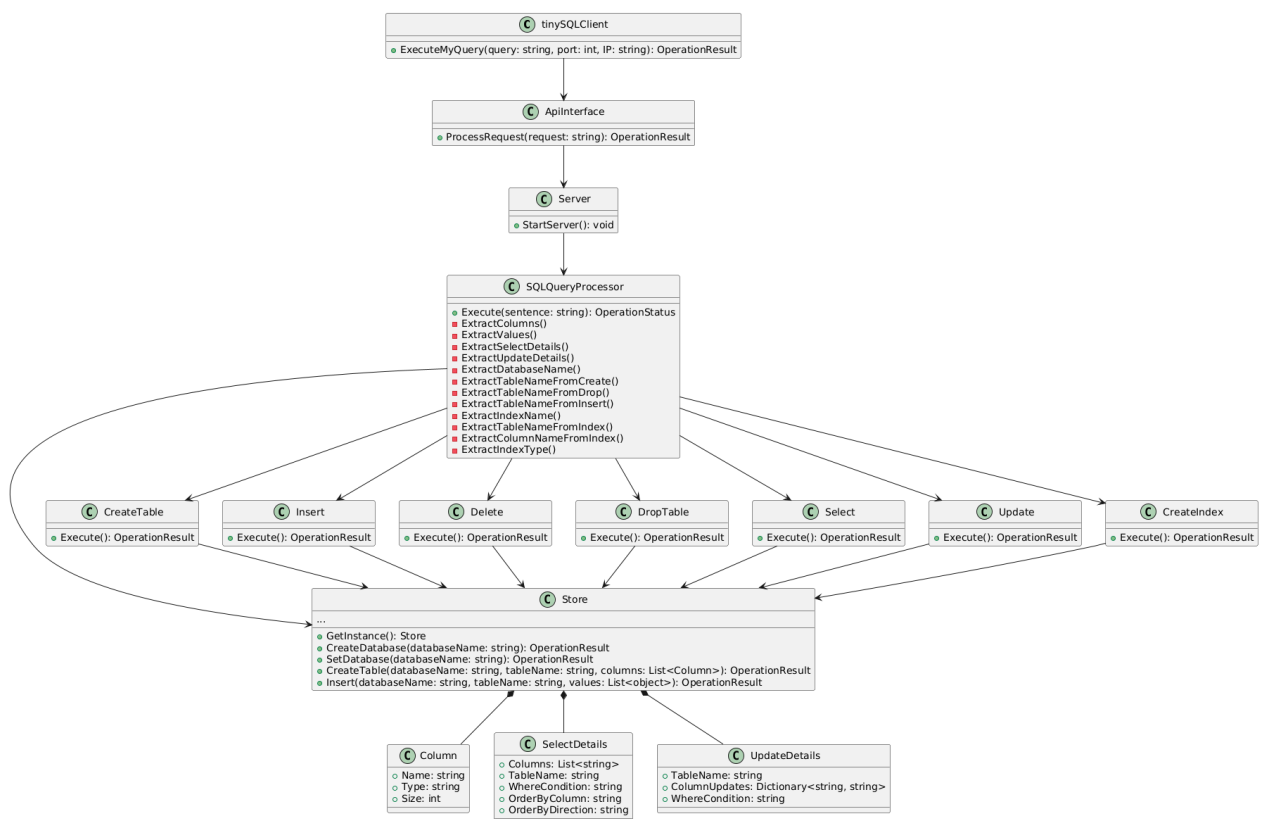 C tinySQLClient
ExecuteMyQuery(query: string, port: int, IP: string): OperationResult
C ApiInterface
ProcessRequest(request: string): OperationResult
C Server
StartServer(): void
C SQLQueryProcessor
Execute(sentence: string): OperationStatus
ExtractColumns()
ExtractValues()
ExtractSelectDetails()
ExtractUpdateDetails()
ExtractDatabaseName()
ExtractTableNameFromCreate()
ExtractTableNameFromDrop()
ExtractTableNameFromInsert()
ExtractIndexName()
ExtractTableNameFromIndex()
ExtractColumnNameFromIndex()
ExtractIndexType()
C CreateTable
Execute(): OperationResult
C Insert
Execute(): OperationResult
C Delete
Execute(): OperationResult
C DropTable
Execute(): OperationResult
C Select
Execute(): OperationResult
C Update
Execute(): OperationResult
C CreateIndex
Execute(): OperationResult
C Store
...
GetInstance(): Store
CreateDatabase(databaseName: string): OperationResult
SetDatabase(databaseName: string): OperationResult
CreateTable(databaseName: string, tableName: string, columns: List<Column>): OperationResult
Insert(databaseName: string, tableName: string, values: List<object>): OperationResult
C Column
Name: string
Type: string
Size: int
C SelectDetails
Columns: List<string>
TableName: string
WhereCondition: string
OrderByColumn: string
OrderByDirection: string
C UpdateDetails
TableName: string
ColumnUpdates: Dictionary<string, string>
WhereCondition: string